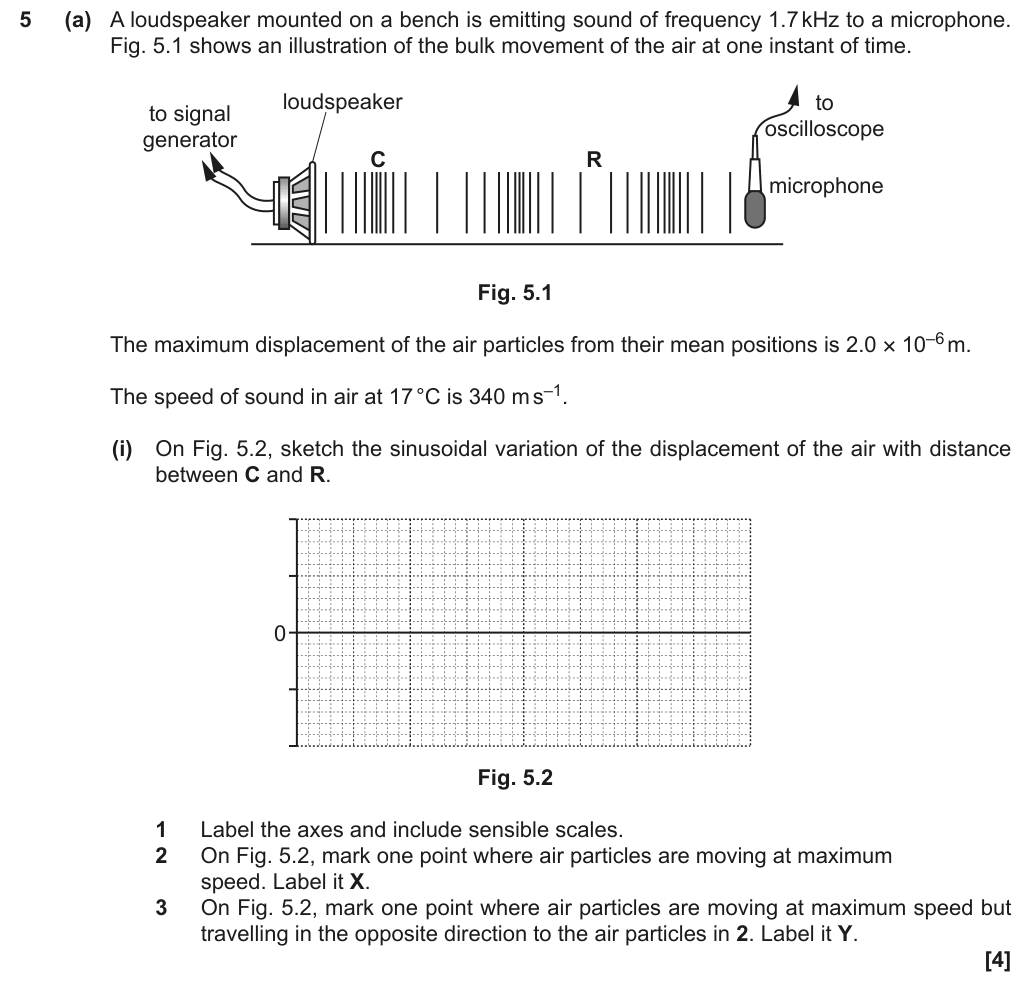 5 (a) A loudspeaker mounted on a bench is emitting sound of frequency 1.7 kHz to a microphone.
Fig. 5.1 shows an illustration of the bulk movement of the air at one instant of time.
to signal
generator
loudspeaker
C
R
to
oscilloscope
microphone
Fig. 5.1
The maximum displacement of the air particles from their mean positions is 2.0 × 10⁻⁶ m.
The speed of sound in air at 17 °C is 340 m s⁻¹.
(i) On Fig. 5.2, sketch the sinusoidal variation of the displacement of the air with distance
between C and R.
0
Fig. 5.2
1 Label the axes and include sensible scales.
2 On Fig. 5.2, mark one point where air particles are moving at maximum
speed. Label it X.
3 On Fig. 5.2, mark one point where air particles are moving at maximum speed but
travelling in the opposite direction to the air particles in 2. Label it Y.
[4]